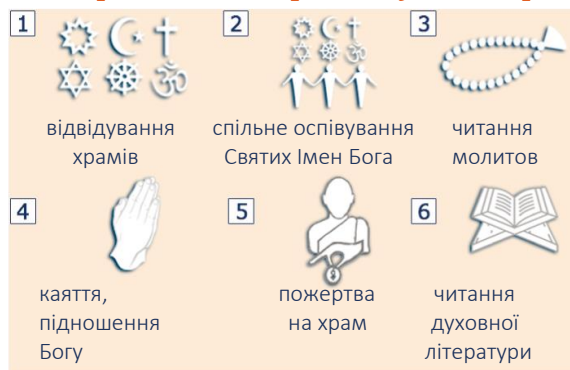 1
відвідування
храмів
2
спільне оспівування
Святих Імен Бога
3
читання
молитов
4
каяття,
підношення
Богу
5
пожертва
на храм
6
читання
духовної
літератури